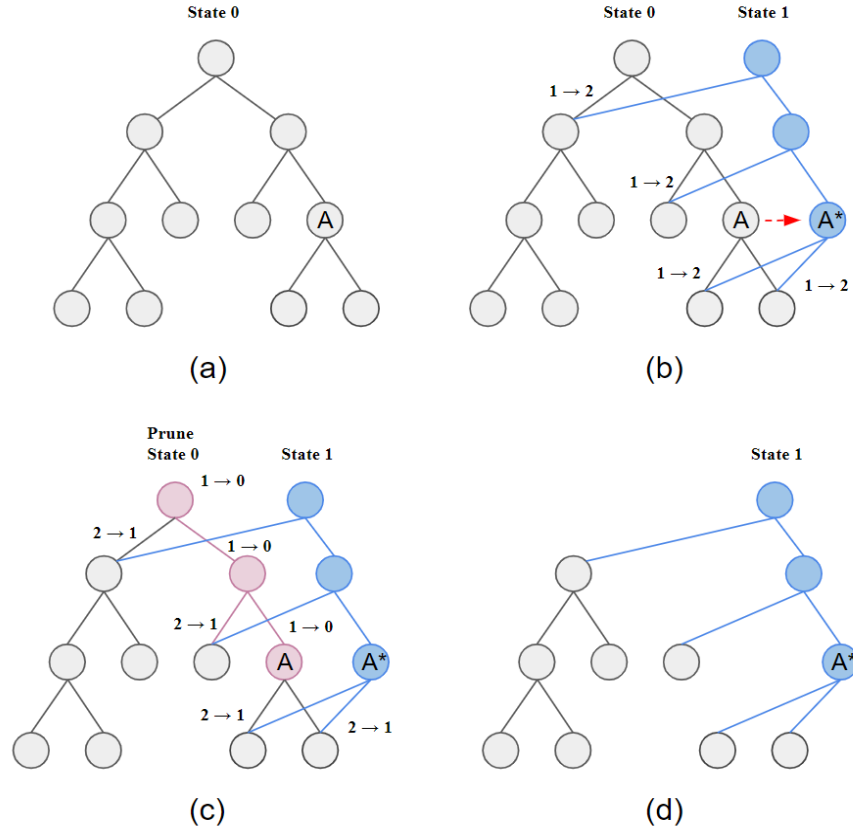 State 0
A
(a)
State 0
State 1
1 → 2
1 → 2
A
A*
1 → 2
1 → 2
(b)
Prune
State 0
State 1
1 → 0
2 → 1
1 → 0
2 → 1
1 → 0
A
A*
2 → 1
2 → 1
(c)
State 1
A*
(d)